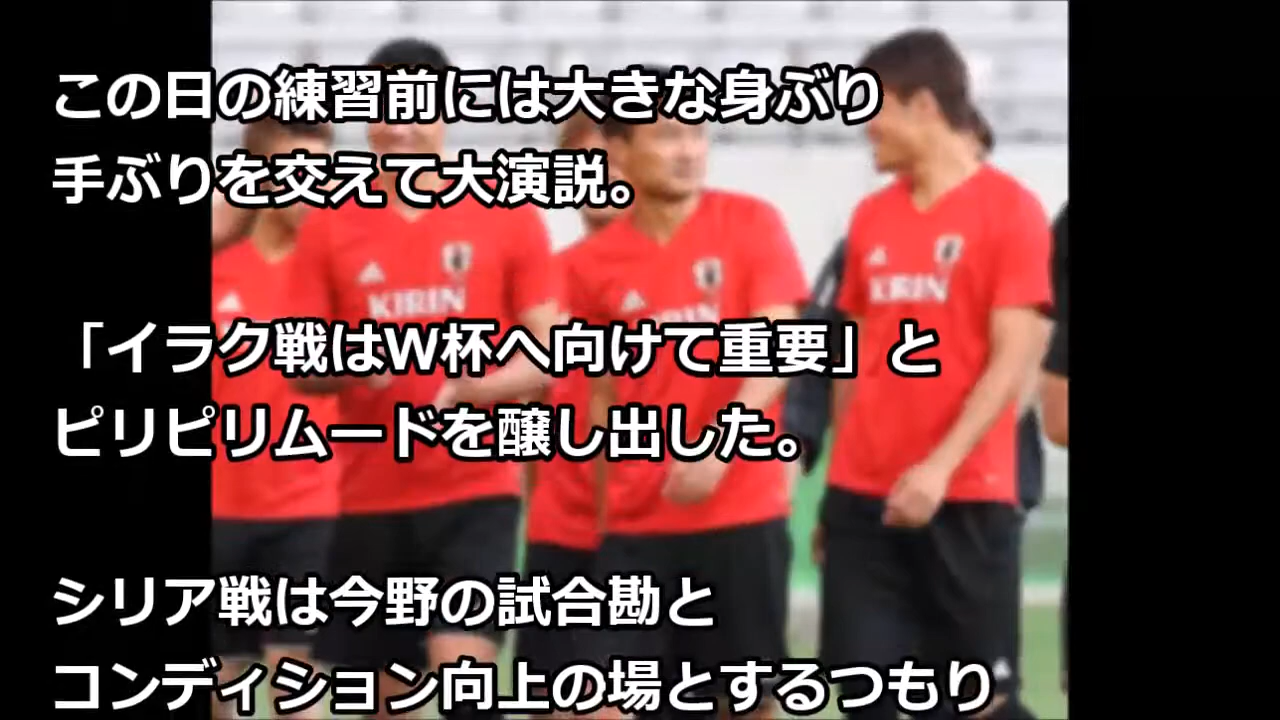 この日の練習前には大きな身ぶり
手ぶりを交えて大演説。
「イラク戦はW杯へ向けて重要」と
ピリピリムードを醸し出した。
シリア戦は今野の試合勘と
コンディション向上の場とするつもり
KIRIN
KIRIN
KIRIN